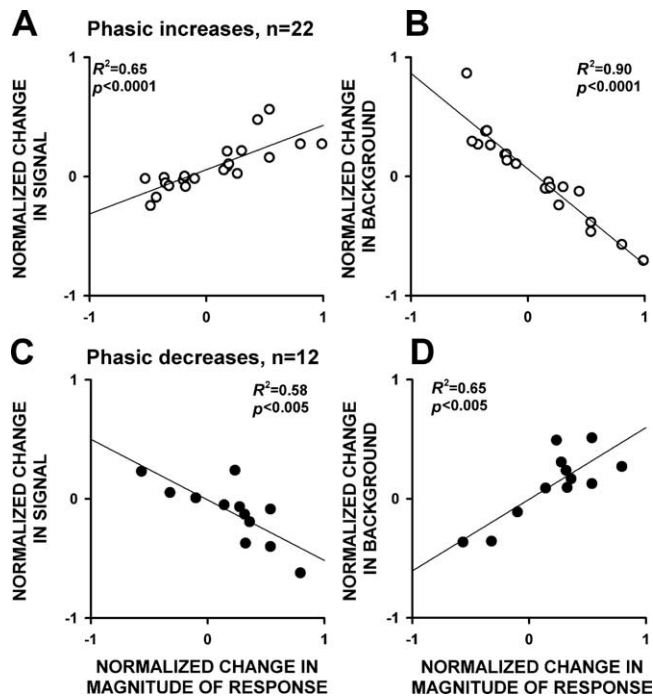 A Phasic increases, n=22 B
1
R²=0.65
p<0.0001
NORMALIZED CHANGE
IN SIGNAL
0
-1
-1 0 1
1
R²=0.90
p<0.0001
NORMALIZED CHANGE
IN BACKGROUND
0
-1
-1 0 1
C Phasic decreases, n=12 D
1
R²=0.58
p<0.005
NORMALIZED CHANGE
IN SIGNAL
0
-1
-1 0 1
NORMALIZED CHANGE IN
MAGNITUDE OF RESPONSE
1
R²=0.65
p<0.005
NORMALIZED CHANGE
IN BACKGROUND
0
-1
-1 0 1
NORMALIZED CHANGE IN
MAGNITUDE OF RESPONSE